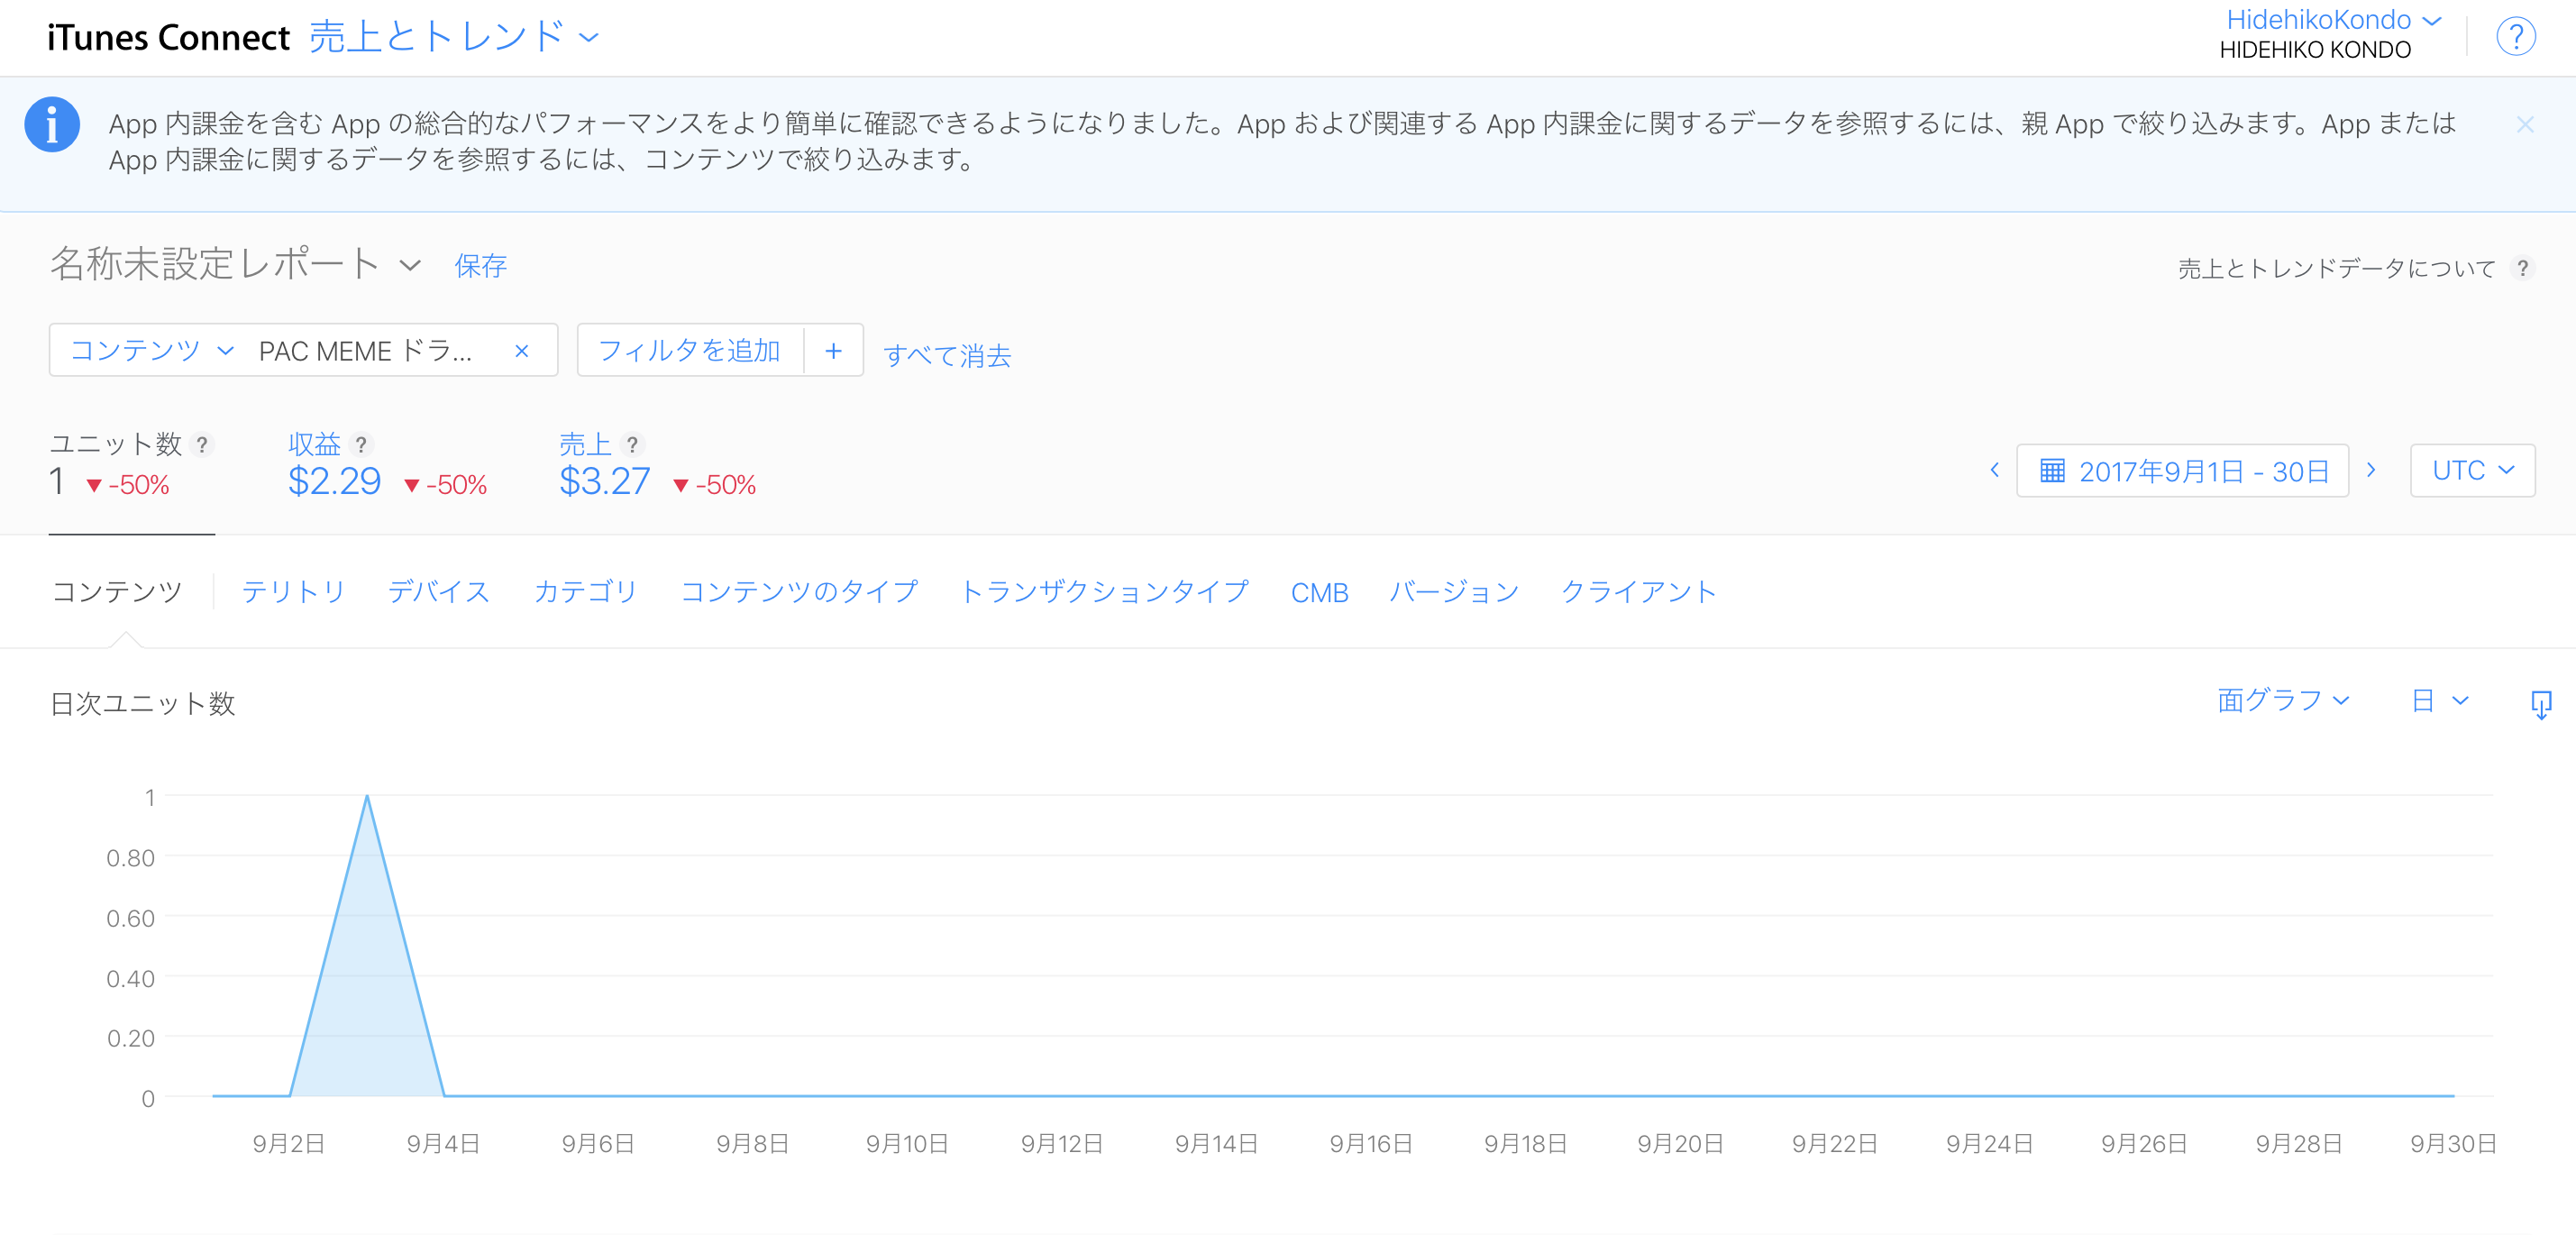 iTunes Connect 売上とトレンド
HidehikoKondo
HIDEHIKO KONDO
?
App 内課金を含む App の総合的なパフォーマンスをより簡単に確認できるようになりました。App および関連する App 内課金に関するデータを参照するには、親 App で絞り込みます。App または
App 内課金に関するデータを参照するには、コンテンツで絞り込みます。
名称未設定レポート 保存
売上とトレンドデータについて ?
コンテンツ PAC MEME ドラ... × フィルタを追加 + すべて消去
ユニット数 ? 収益 ? 売上 ?
1 ▼-50% $2.29 ▼-50% $3.27 ▼-50%
2017年9月1日 - 30日 UTC
コンテンツ テリトリ デバイス カテゴリ コンテンツのタイプ トランザクションタイプ CMB バージョン クライアント
日次ユニット数 面グラフ 日
1
0.80
0.60
0.40
0.20
0
9月2日 9月4日 9月6日 9月8日 9月10日 9月12日 9月14日 9月16日 9月18日 9月20日 9月22日 9月24日 9月26日 9月28日 9月30日